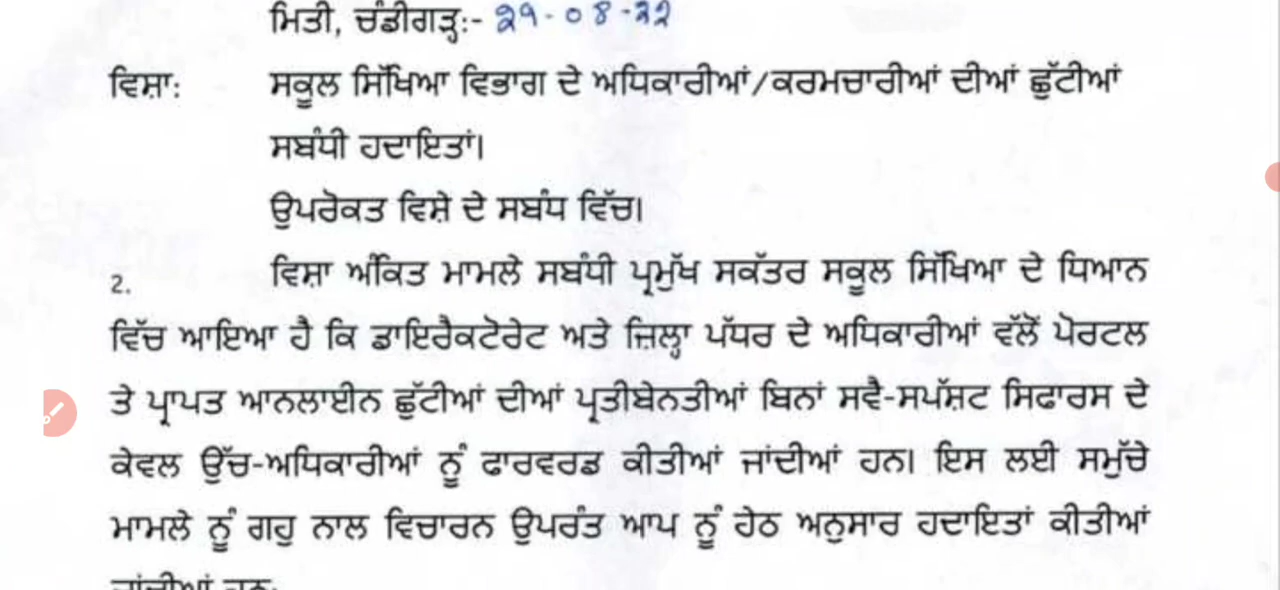 ਮਿਤੀ, ਚੰਡੀਗੜ੍ਹ:- 29-08-22
ਵਿਸ਼ਾ: ਸਕੂਲ ਸਿੱਖਿਆ ਵਿਭਾਗ ਦੇ ਅਧਿਕਾਰੀਆਂ/ਕਰਮਚਾਰੀਆਂ ਦੀਆਂ ਛੁੱਟੀਆਂ
ਸਬੰਧੀ ਹਦਾਇਤਾਂ।
ਉਪਰੋਕਤ ਵਿਸ਼ੇ ਦੇ ਸਬੰਧ ਵਿੱਚ।
2. ਵਿਸ਼ਾ ਅੰਕਿਤ ਮਾਮਲੇ ਸਬੰਧੀ ਪ੍ਰਮੁੱਖ ਸਕੱਤਰ ਸਕੂਲ ਸਿੱਖਿਆ ਦੇ ਧਿਆਨ
ਵਿੱਚ ਆਇਆ ਹੈ ਕਿ ਡਾਇਰੈਕਟੋਰੇਟ ਅਤੇ ਜ਼ਿਲ੍ਹਾ ਪੱਧਰ ਦੇ ਅਧਿਕਾਰੀਆਂ ਵੱਲੋਂ ਪੋਰਟਲ
ਤੇ ਪ੍ਰਾਪਤ ਆਨਲਾਈਨ ਛੁੱਟੀਆਂ ਦੀਆਂ ਪ੍ਰਤੀਬੇਨਤੀਆਂ ਬਿਨਾਂ ਸਵੈ-ਸਪੱਸ਼ਟ ਸਿਫਾਰਸ ਦੇ
ਕੇਵਲ ਉੱਚ-ਅਧਿਕਾਰੀਆਂ ਨੂੰ ਫਾਰਵਰਡ ਕੀਤੀਆਂ ਜਾਂਦੀਆਂ ਹਨ। ਇਸ ਲਈ ਸਮੁੱਚੇ
ਮਾਮਲੇ ਨੂੰ ਗਹੁ ਨਾਲ ਵਿਚਾਰਨ ਉਪਰੰਤ ਆਪ ਨੂੰ ਹੇਠ ਅਨੁਸਾਰ ਹਦਾਇਤਾਂ ਕੀਤੀਆਂ
ਜਾਂਦੀਆਂ ਹਨ: